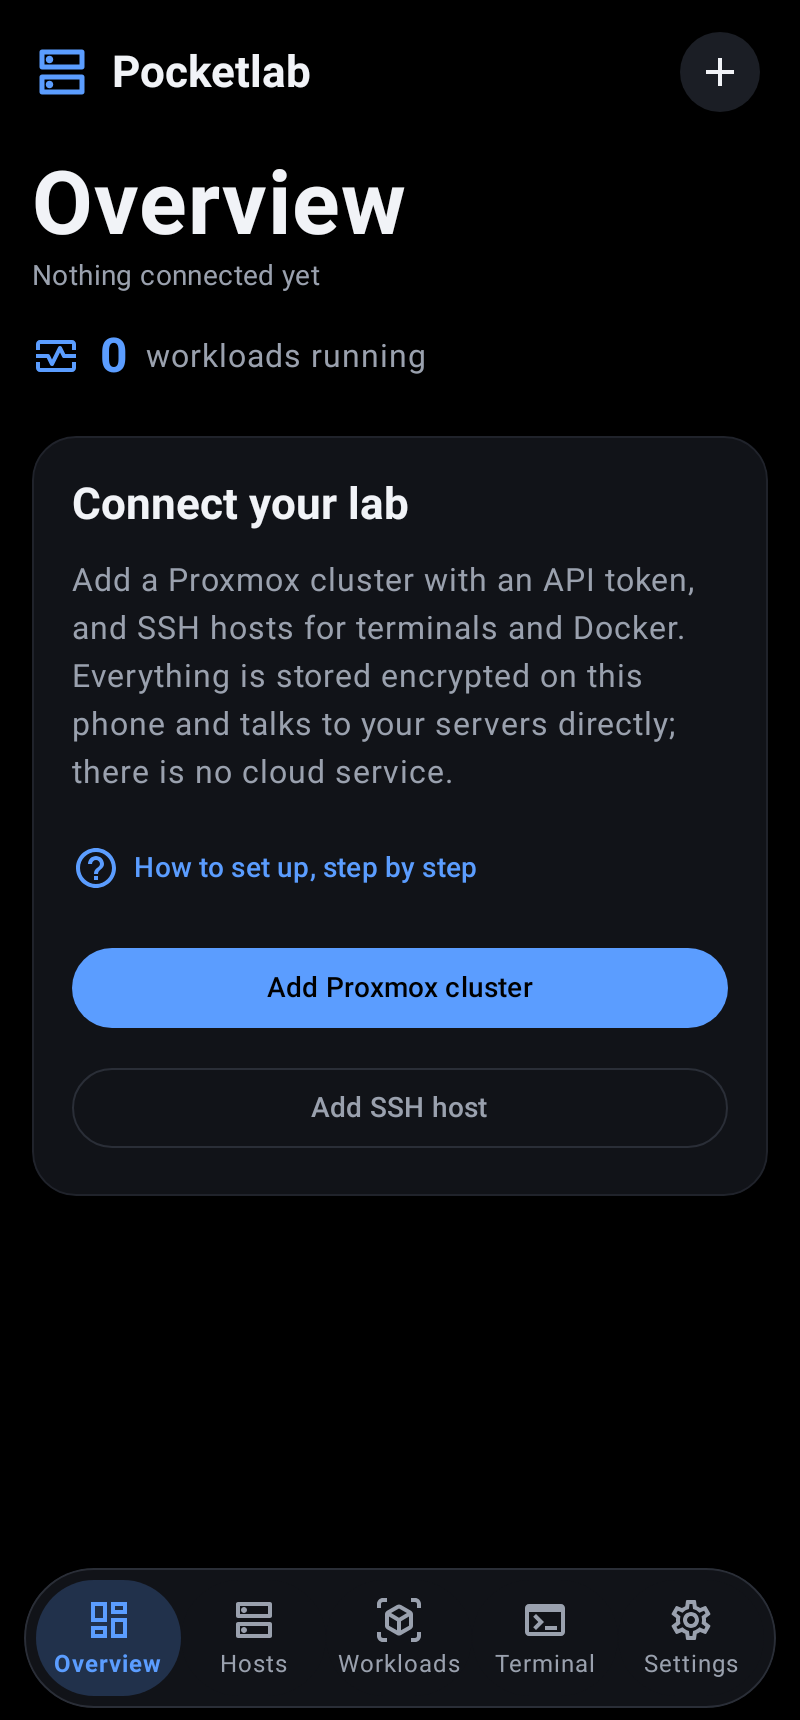 Pocketlab
Overview
Nothing connected yet
0 workloads running
Connect your lab
Add a Proxmox cluster with an API token,
and SSH hosts for terminals and Docker.
Everything is stored encrypted on this
phone and talks to your servers directly;
there is no cloud service.
How to set up, step by step
Add Proxmox cluster
Add SSH host
Overview Hosts Workloads Terminal Settings